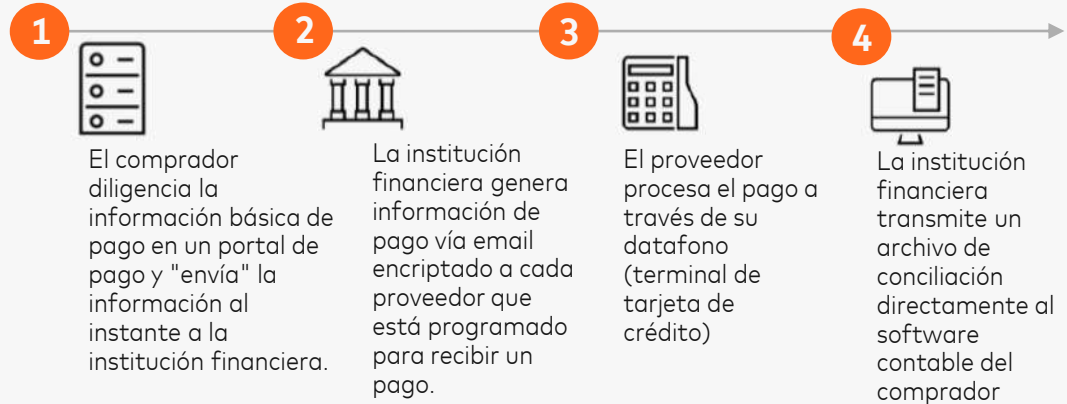 1
El comprador
diligencia la
información básica de
pago en un portal de
pago y "envía" la
información al
instante a la
institución financiera.
2
La institución
financiera genera
información de
pago vía email
encriptado a cada
proveedor que
está programado
para recibir un
pago.
3
El proveedor
procesa el pago a
través de su
datafono
(terminal de
tarjeta de
crédito)
4
La institución
financiera
transmite un
archivo de
conciliación
directamente al
software
contable del
comprador